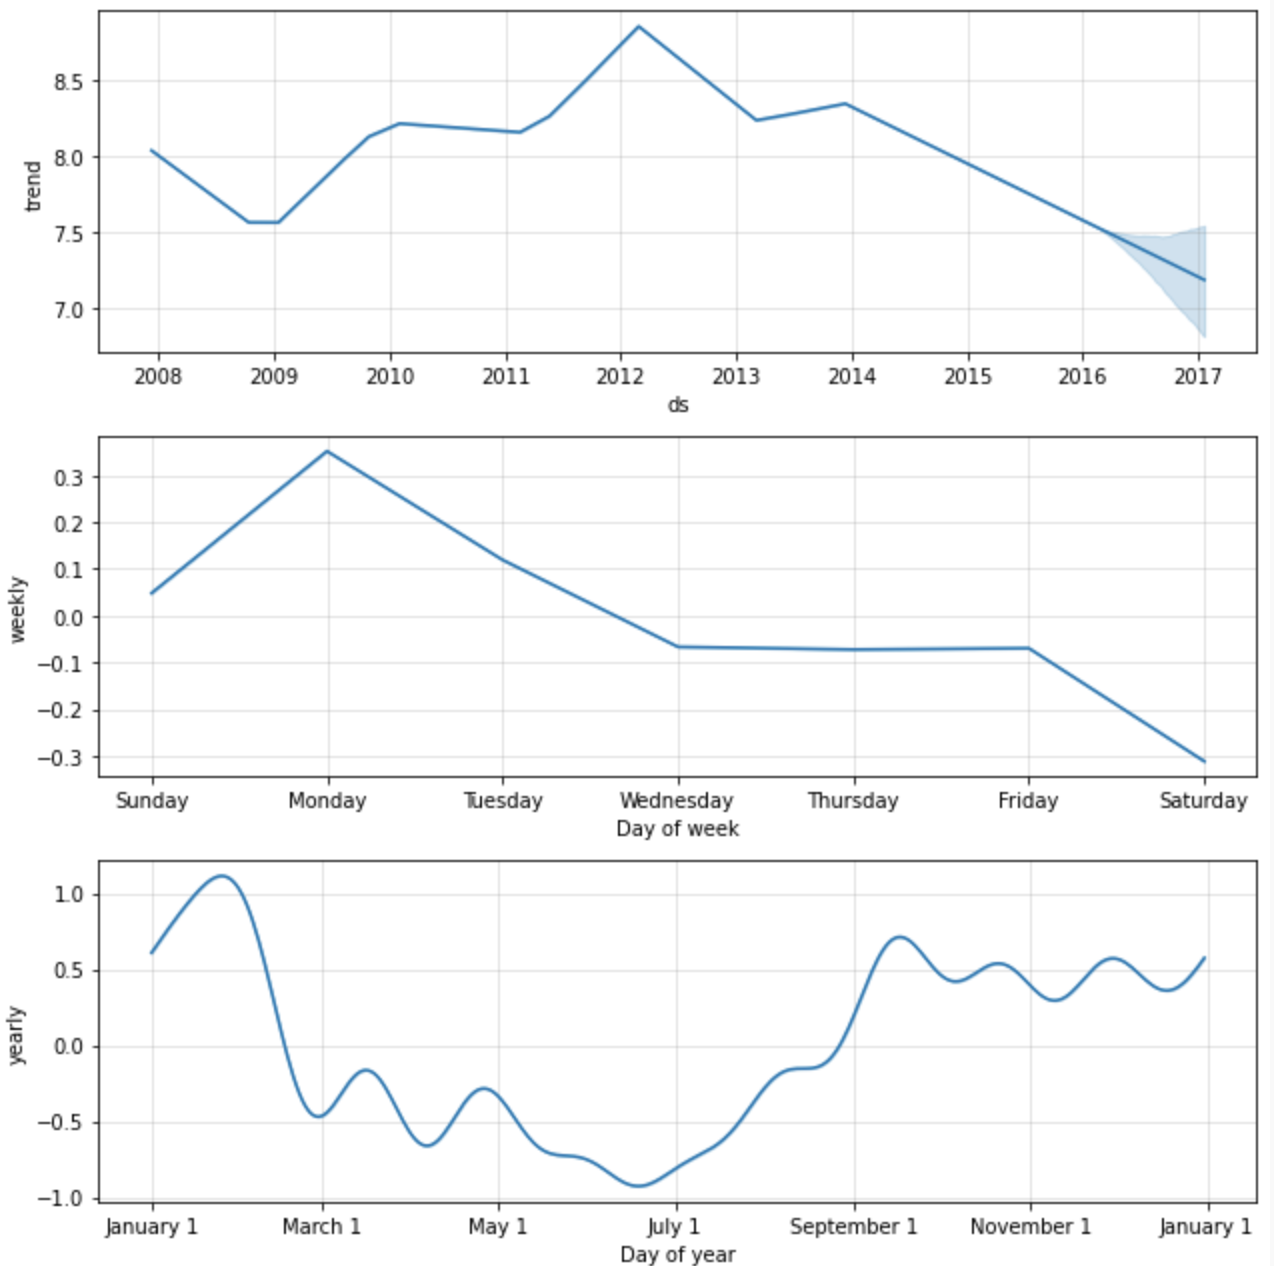 8.5
8.0
7.5
7.0
trend
2008 2009 2010 2011 2012 2013 2014 2015 2016 2017
ds
0.3
0.2
0.1
0.0
−0.1
−0.2
−0.3
weekly
Sunday Monday Tuesday Wednesday Thursday Friday Saturday
Day of week
1.0
0.5
0.0
−0.5
−1.0
yearly
January 1 March 1 May 1 July 1 September 1 November 1 January 1
Day of year